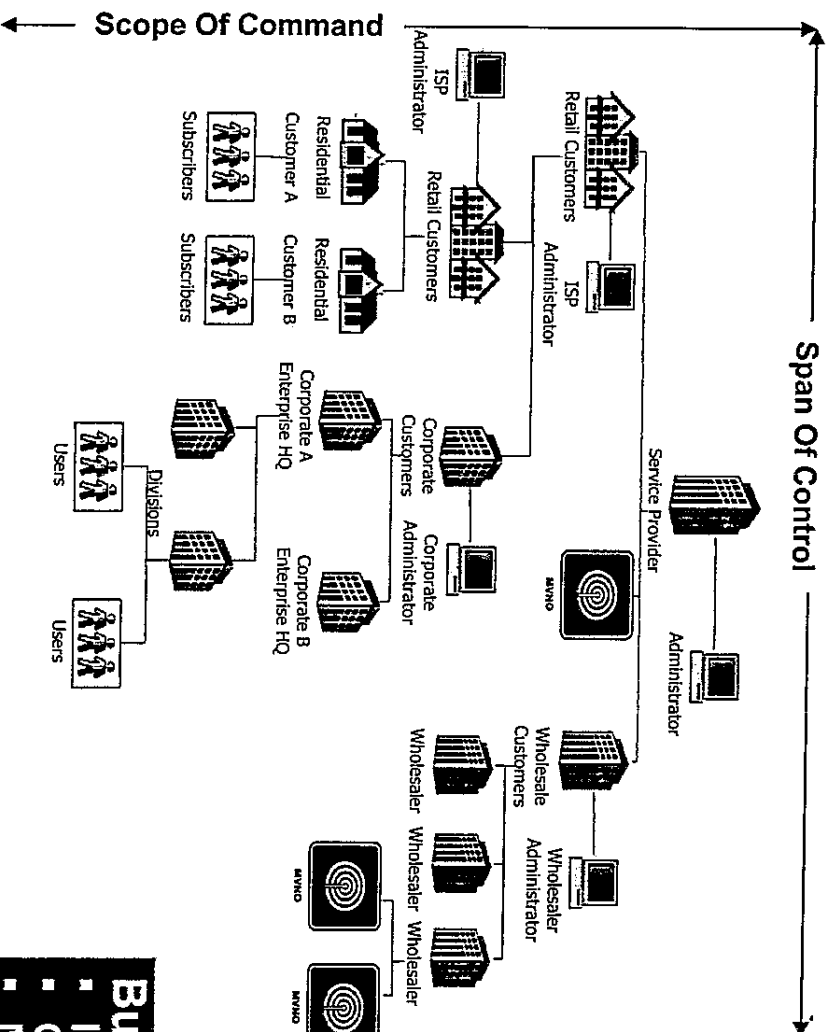 Scope Of Command
Span Of Control
Service Provider
Administrator
Retail Customers
ISP
Administrator
MVNO
Wholesale
Customers
Wholesaler
Administrator
ISP
Administrator
Retail Customers
Corporate
Customers
Corporate
Administrator
Wholesaler
Wholesaler
Wholesaler
Residential
Customer A
Residential
Customer B
Corporate A
Enterprise HQ
Corporate B
Enterprise HQ
MVNO
MVNO
Subscribers
Subscribers
Divisions
Users
Users
Bu